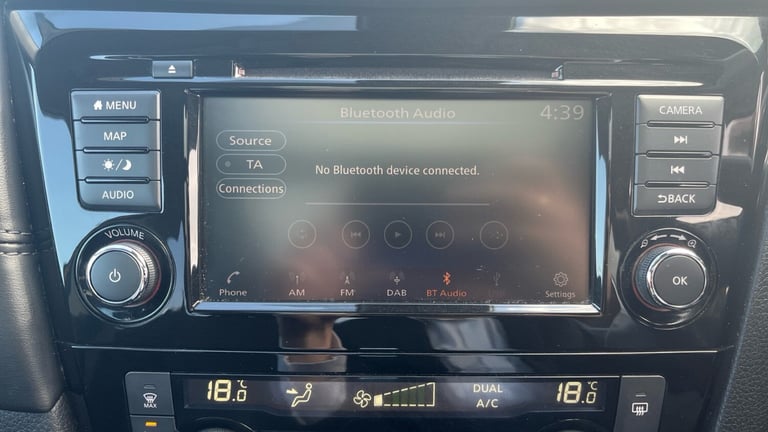 MENU
MAP
AUDIO
VOLUME
Bluetooth Audio
4:39
Source
TA
Connections
No Bluetooth device connected.
Phone
AM
FM
DAB
BT Audio
Settings
CAMERA
BACK
OK
MAX
18.0°C
DUAL
A/C
18.0°C